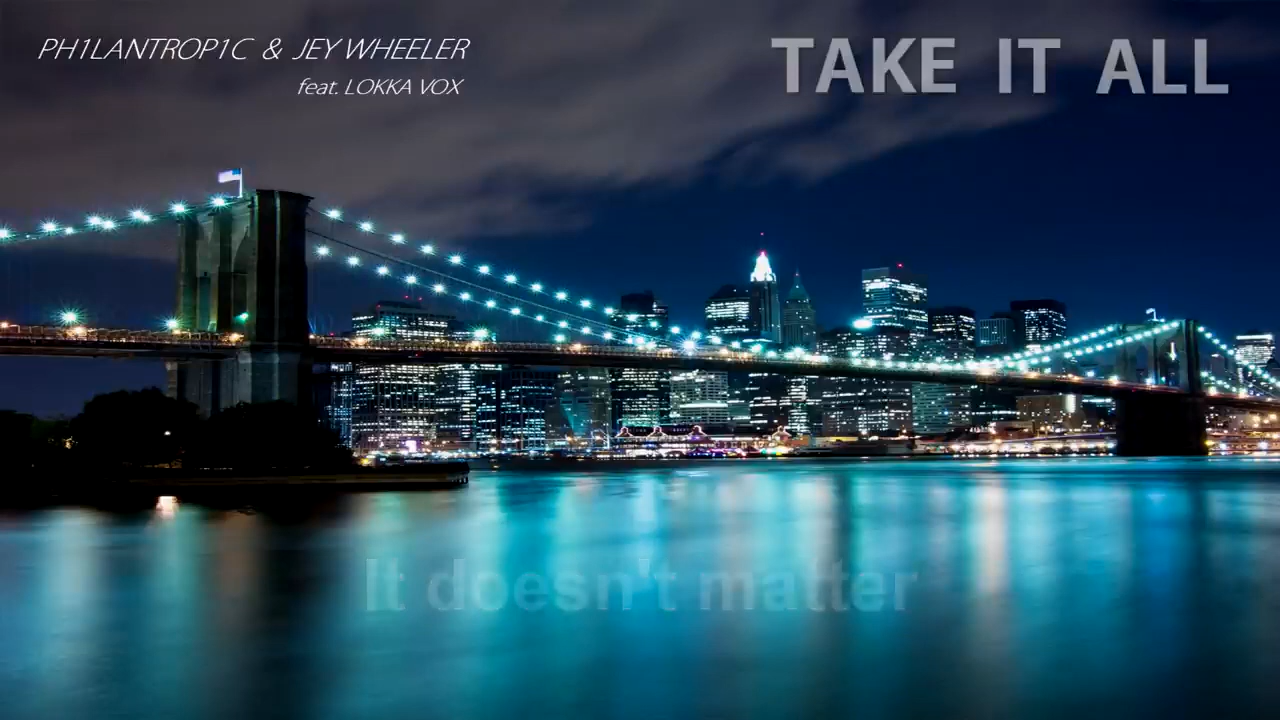 PH1LANTROP1C & JEY WHEELER
feat. LOKKA VOX
TAKE IT ALL
It doesn't matter